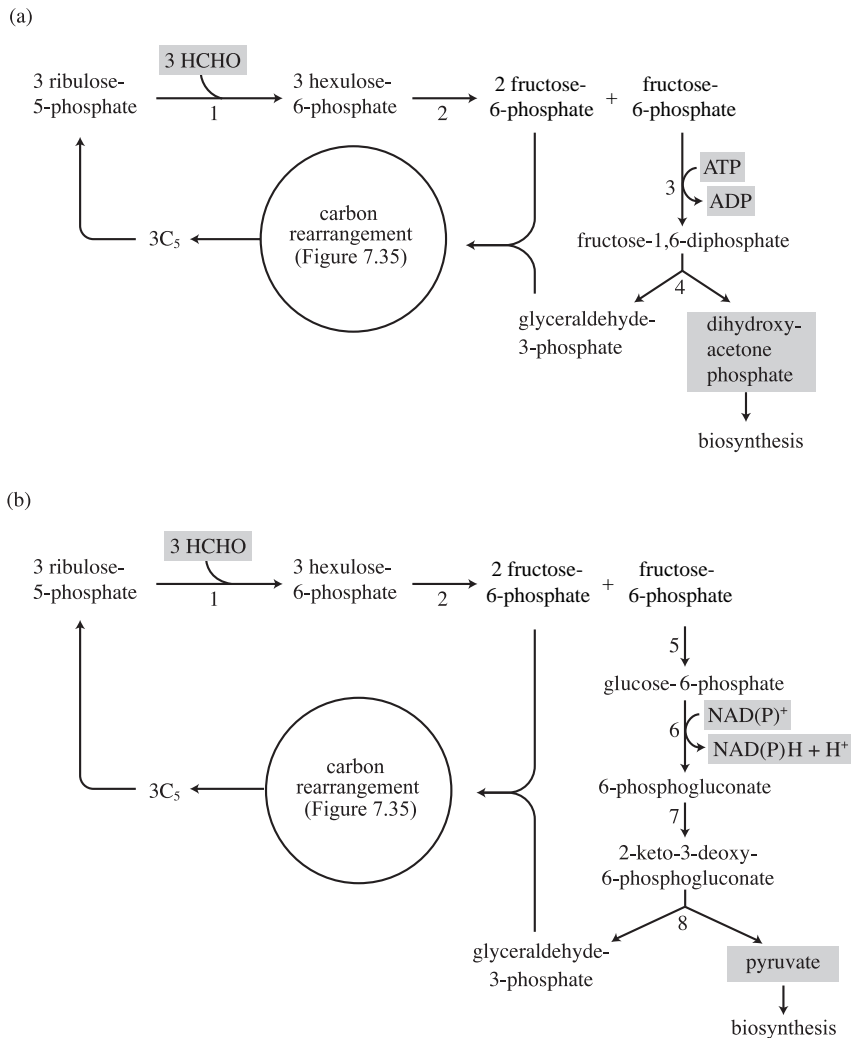 (a)
3 HCHO
3 ribulose-
5-phosphate
1
3 hexulose-
6-phosphate
2
2 fructose-
6-phosphate
+
fructose-
6-phosphate
3
ATP
ADP
carbon
rearrangement
(Figure 7.35)
3C₅
fructose-1,6-diphosphate
4
glyceraldehyde-
3-phosphate
dihydroxy-
acetone
phosphate
biosynthesis
(b)
3 HCHO
3 ribulose-
5-phosphate
1
3 hexulose-
6-phosphate
2
2 fructose-
6-phosphate
+
fructose-
6-phosphate
5
glucose-6-phosphate
6
NAD(P)⁺
NAD(P)H + H⁺
carbon
rearrangement
(Figure 7.35)
3C₅
6-phosphogluconate
7
2-keto-3-deoxy-
6-phosphogluconate
8
glyceraldehyde-
3-phosphate
pyruvate
biosynthesis